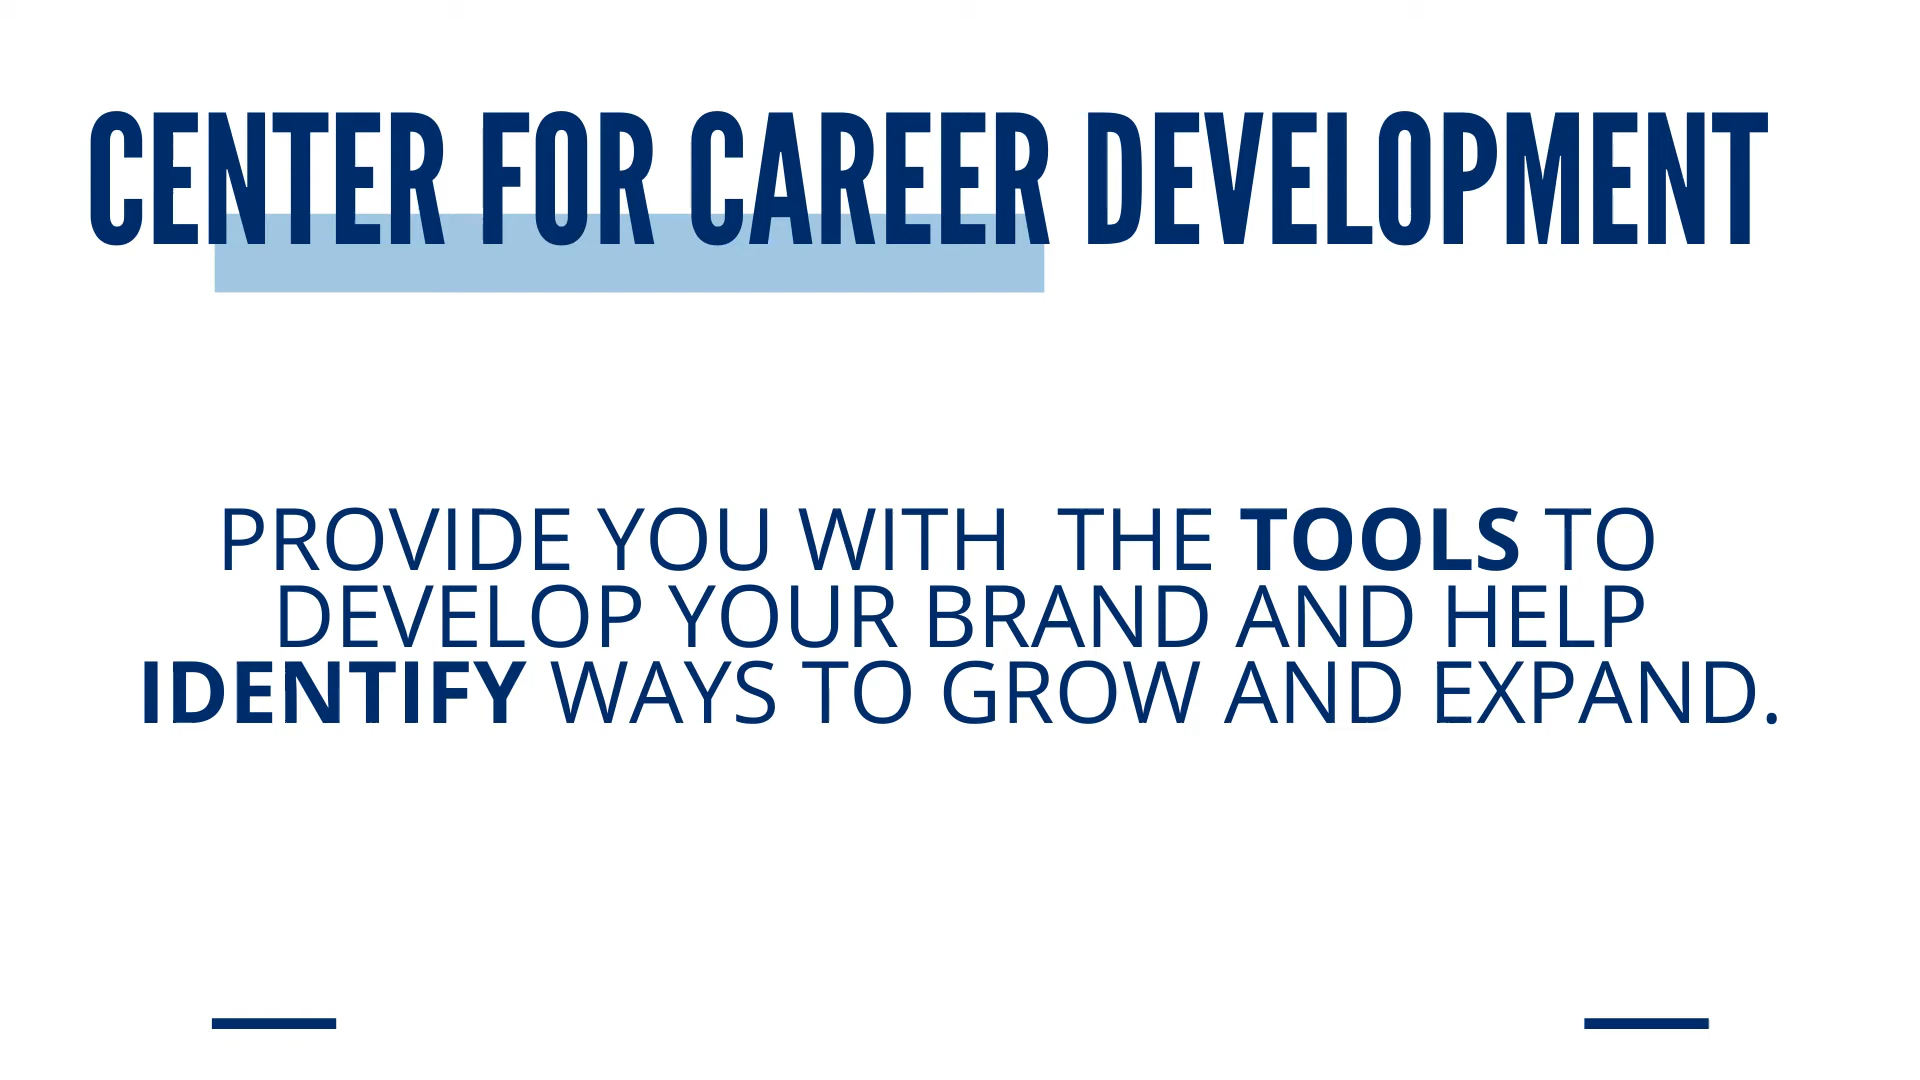 CENTER FOR CAREER DEVELOPMENT
PROVIDE YOU WITH  THE TOOLS TO
DEVELOP YOUR BRAND AND HELP
IDENTIFY WAYS TO GROW AND EXPAND.